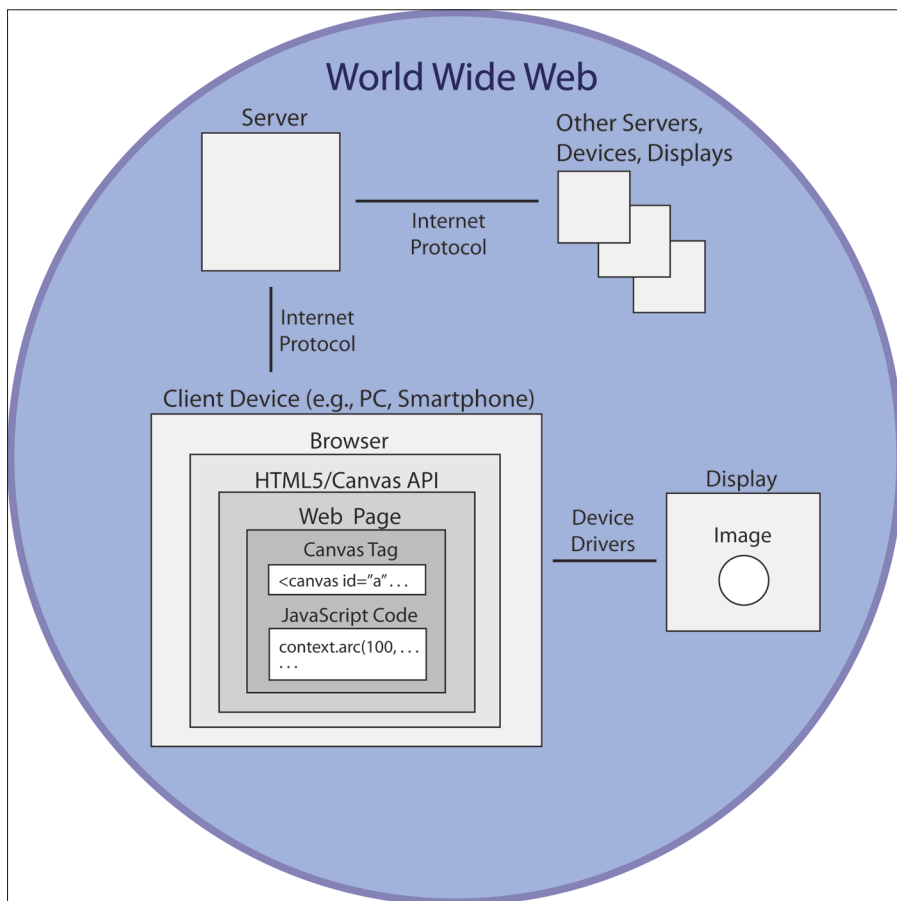 World Wide Web
Server
Other Servers,
Devices, Displays
Internet
Protocol
Internet
Protocol
Client Device (e.g., PC, Smartphone)
Browser
HTML5/Canvas API
Web Page
Canvas Tag
<canvas id=”a” . . .
JavaScript Code
context.arc(100, . . .
. . .
Device
Drivers
Display
Image